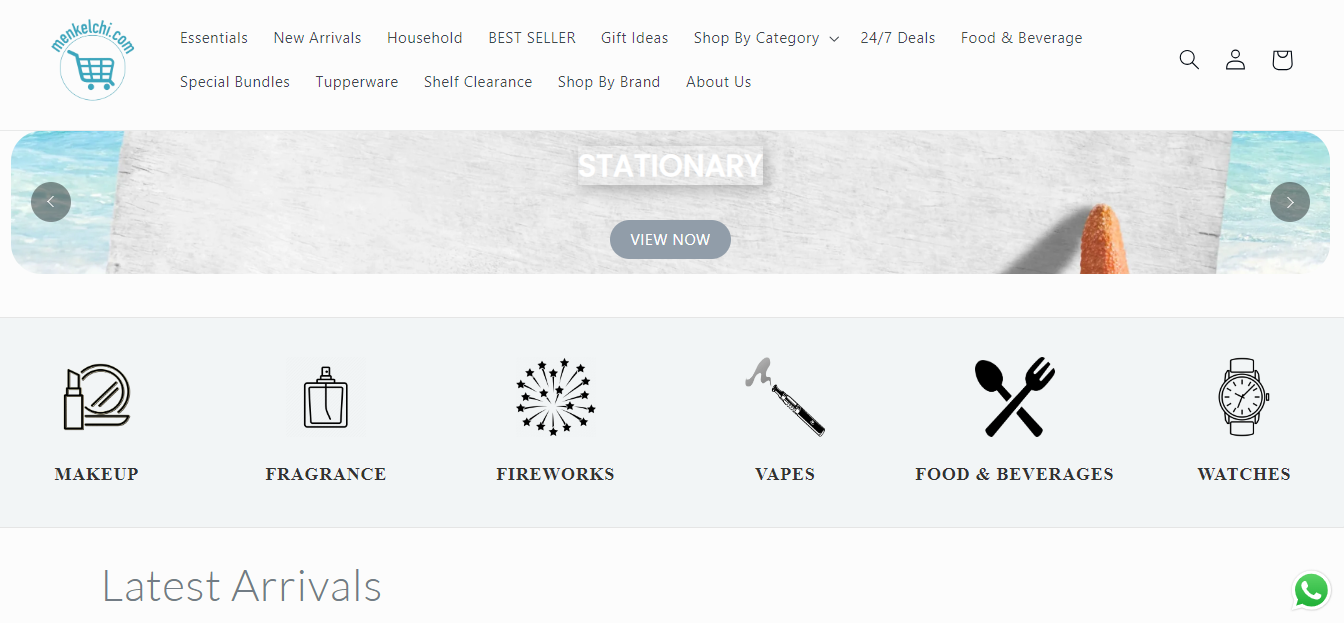 menkelchi.com
Essentials New Arrivals Household BEST SELLER Gift Ideas Shop By Category 24/7 Deals Food & Beverage
Special Bundles Tupperware Shelf Clearance Shop By Brand About Us
STATIONARY
VIEW NOW
MAKEUP FRAGRANCE FIREWORKS VAPES FOOD & BEVERAGES WATCHES
Latest Arrivals